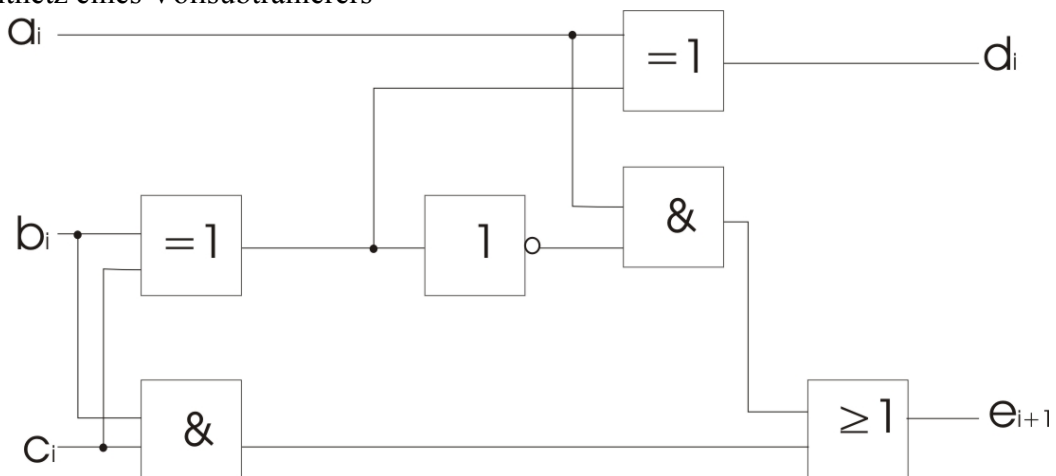 eines Vollsubtrahierers
aᵢ
=1
dᵢ
&
bᵢ
=1
1
&
cᵢ
≥1
eᵢ₊₁